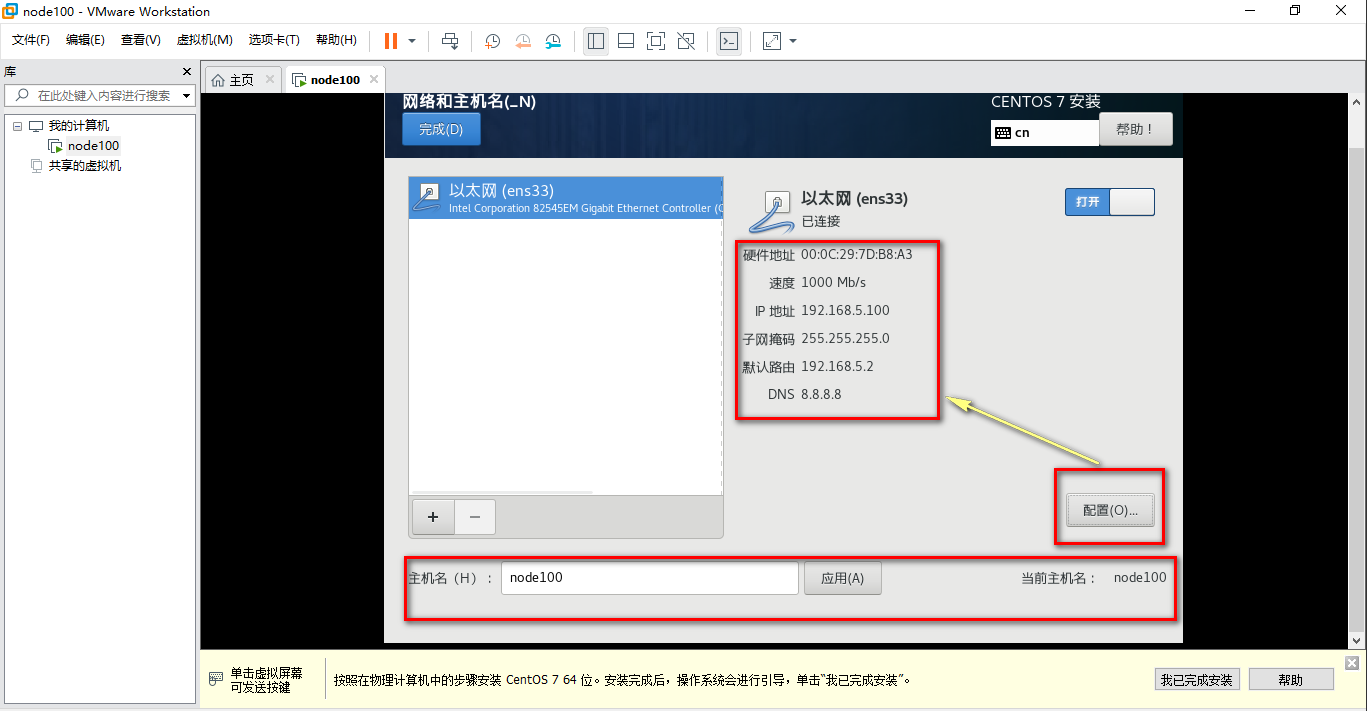 node100 - VMware Workstation
文件(F) 编辑(E) 查看(V) 虚拟机(M) 选项卡(T) 帮助(H)
库
在此处键入内容进行搜索
我的计算机
node100
共享的虚拟机
主页
node100
网络和主机名(_N)
完成(D)
CENTOS 7 安装
cn
帮助！
以太网 (ens33)
Intel Corporation 82545EM Gigabit Ethernet Controller (C
以太网 (ens33)
已连接
打开
硬件地址 00:0C:29:7D:B8:A3
速度 1000 Mb/s
IP 地址 192.168.5.100
子网掩码 255.255.255.0
默认路由 192.168.5.2
DNS 8.8.8.8
配置(O)...
主机名（H）： node100 应用(A) 当前主机名： node100
单击虚拟屏幕
可发送按键
按照在物理计算机中的步骤安装 CentOS 7 64 位。安装完成后，操作系统会进行引导，单击“我已完成安装”。
我已完成安装
帮助